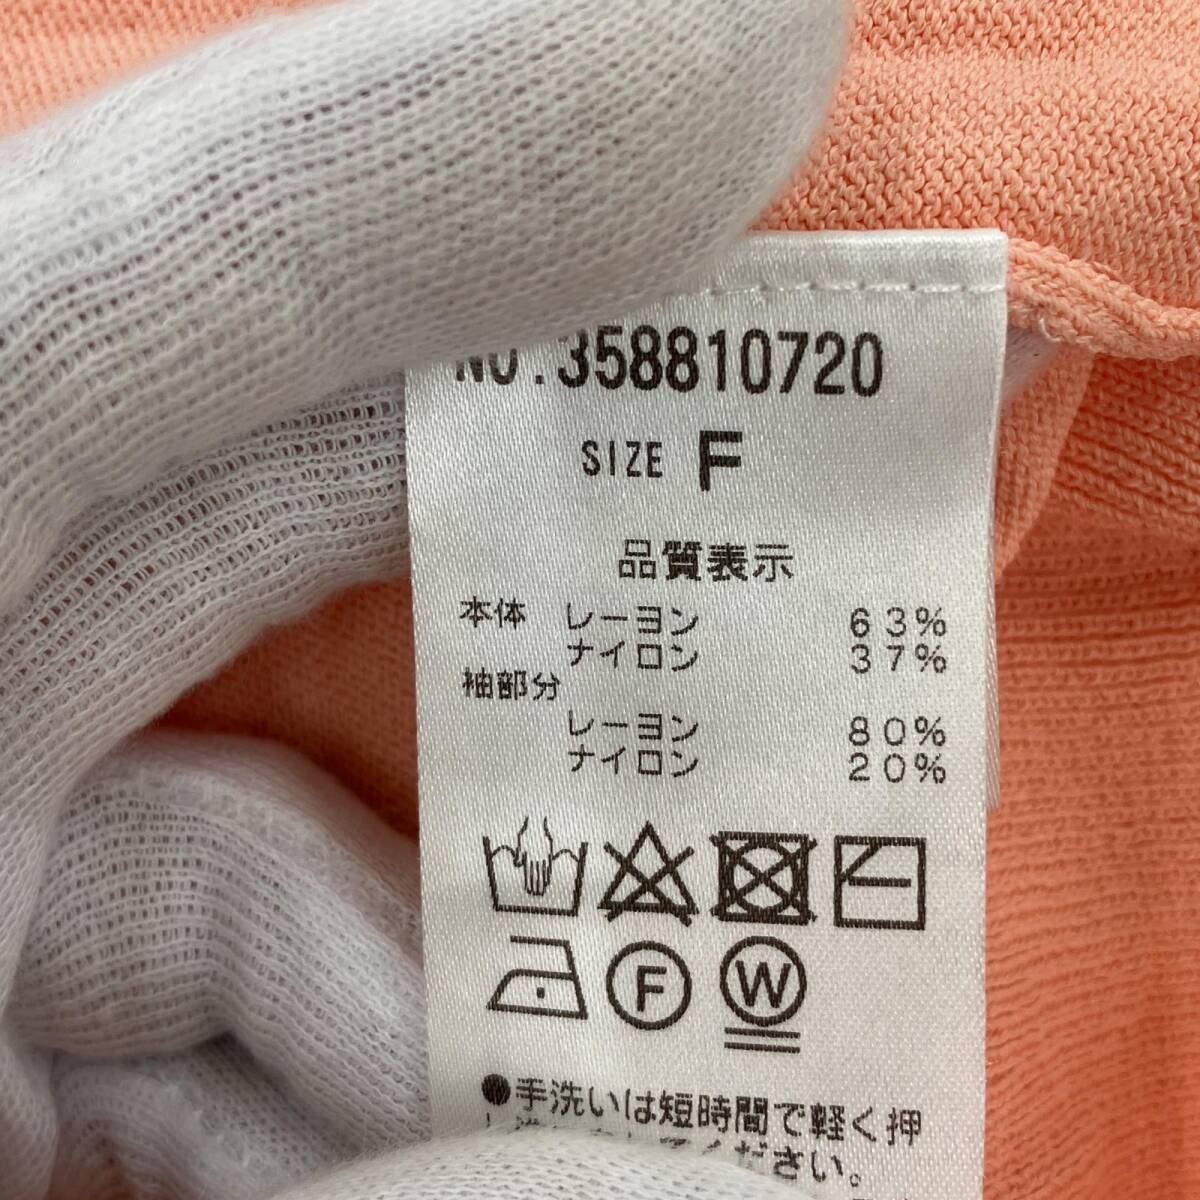 NO.358810720
SIZE F
品質表示
本体 レーヨン 63%
ナイロン 37%
袖部分
レーヨン 80%
ナイロン 20%
F W
●手洗いは短時間で軽く押
ください。